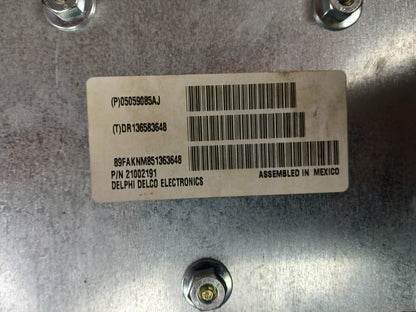 (P)05059085AJ
(T)DR136583648
89FAKNM851363648
P/N 21002191
DELPHI DELCO ELECTRONICS ASSEMBLED IN MEXICO